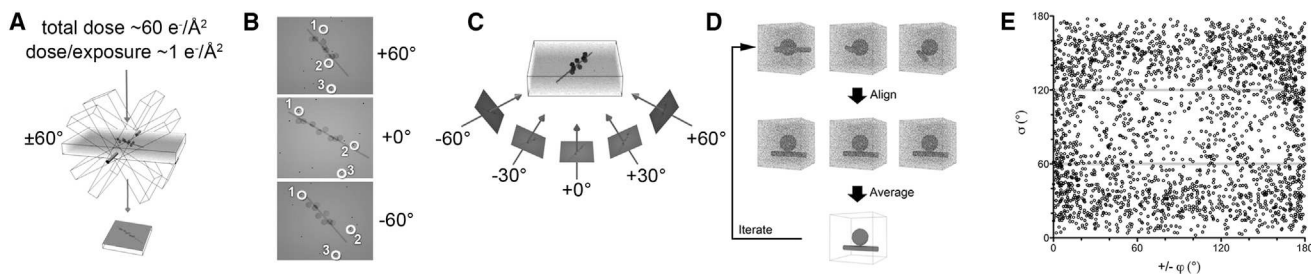 A
total dose ~60 e⁻/Å²
dose/exposure ~1 e⁻/Å²
±60°
B
1
2
3
+60°
1
2
3
+0°
1
2
3
-60°
C
-60°
-30°
+0°
+30°
+60°
D
Align
Average
Iterate
E
180
120
60
0
σ (°)
0
60
120
180
+/- φ (°)